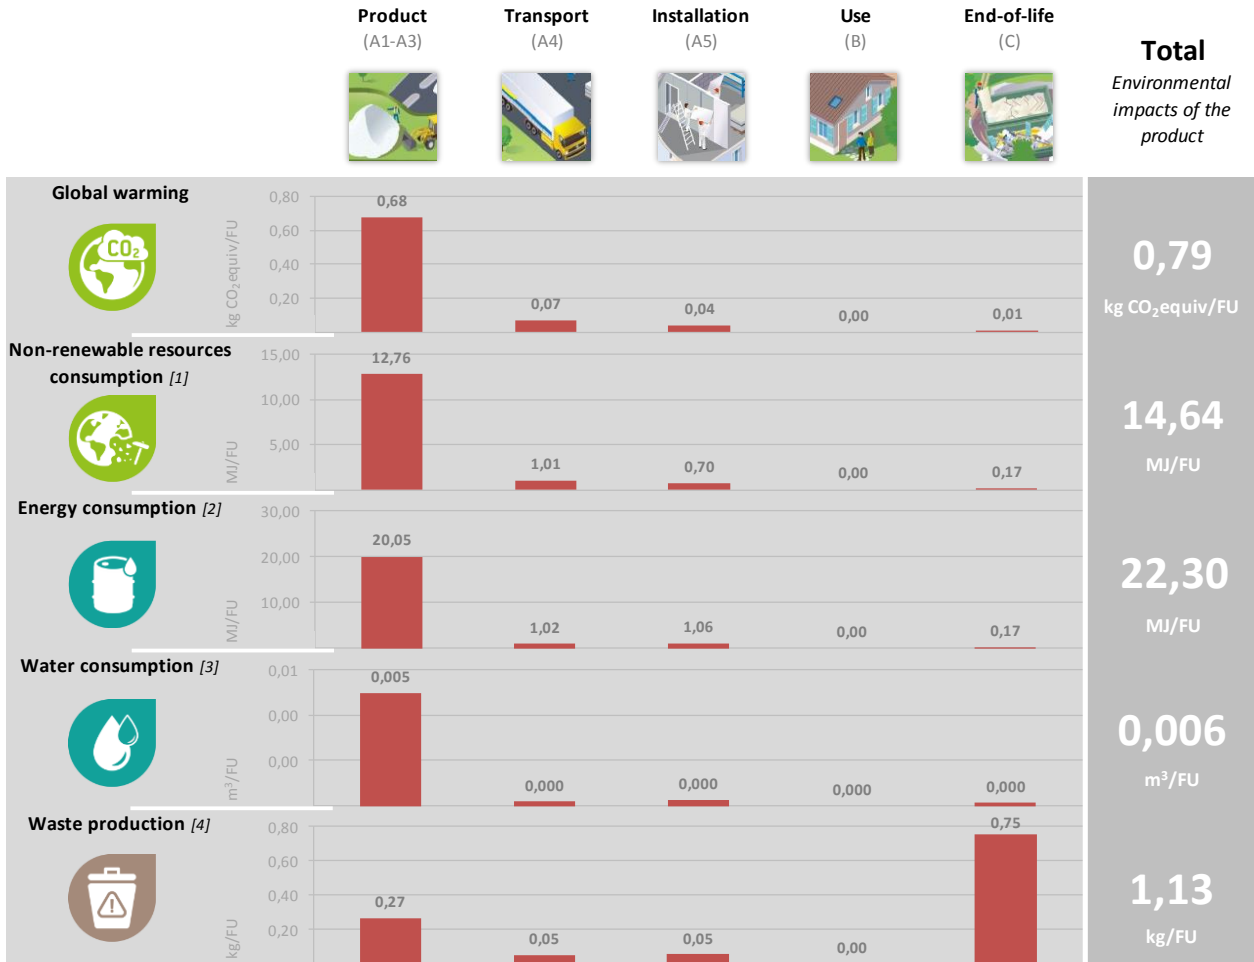 Product Transport Installation Use End-of-life
(A1-A3) (A4) (A5) (B) (C)
Total
Environmental
impacts of the
product
Global warming
CO₂
kg CO₂equiv/FU
0,80
0,60
0,40
0,20
0,68 0,07 0,04 0,00 0,01
0,79
kg CO₂equiv/FU
Non-renewable resources
consumption [1]
MJ/FU
15,00
10,00
5,00
12,76 1,01 0,70 0,00 0,17
14,64
MJ/FU
Energy consumption [2]
MJ/FU
30,00
20,00
10,00
20,05 1,02 1,06 0,00 0,17
22,30
MJ/FU
Water consumption [3]
m³/FU
0,01
0,00
0,00
0,005 0,000 0,000 0,000 0,000
0,006
m³/FU
Waste production [4]
kg/FU
0,80
0,60
0,40
0,20
0,27 0,05 0,05 0,00 0,75
1,13
kg/FU